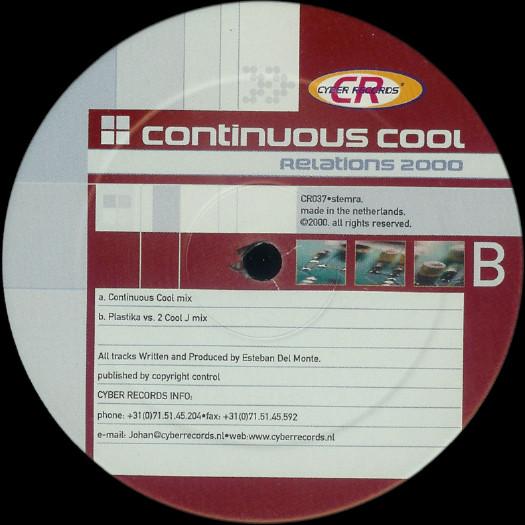 CR
CYBER RECORDS
continuous cool
Relations 2000
CR037•stemra.
made in the netherlands.
©2000. all rights reserved.
B
a. Continuous Cool mix
b. Plastika vs. 2 Cool J mix
All tracks Written and Produced by Esteban Del Monte.
published by copyright control
CYBER RECORDS INFO:
phone: +31(0)71.51.45.204•fax: +31(0)71.51.45.592
e-mail: Johan@cyberrecords.nl•web:www.cyberrecords.nl